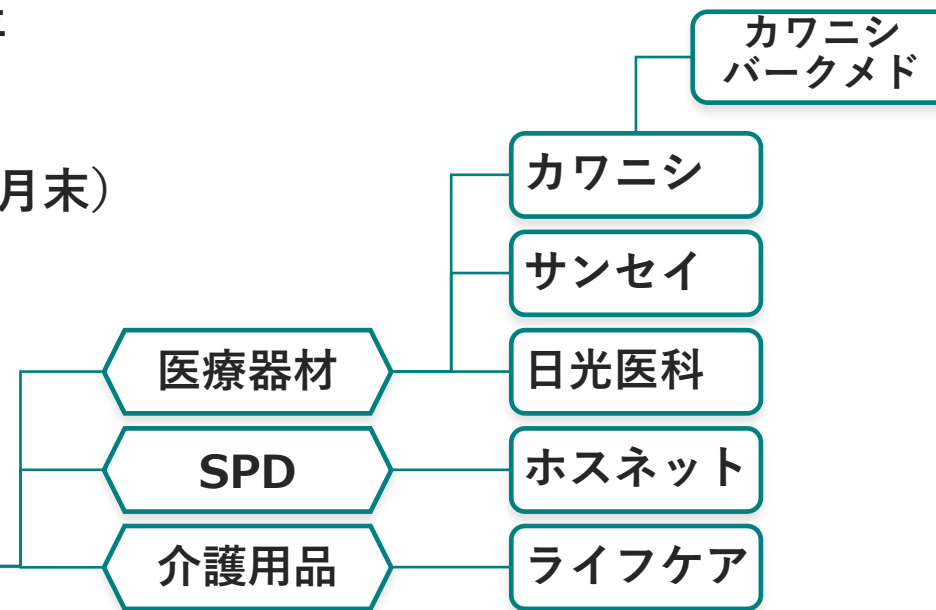 カワニシ
バークメド
カワニシ
月末）
サンセイ
医療器材
日光医科
SPD
ホスネット
介護用品
ライフケア